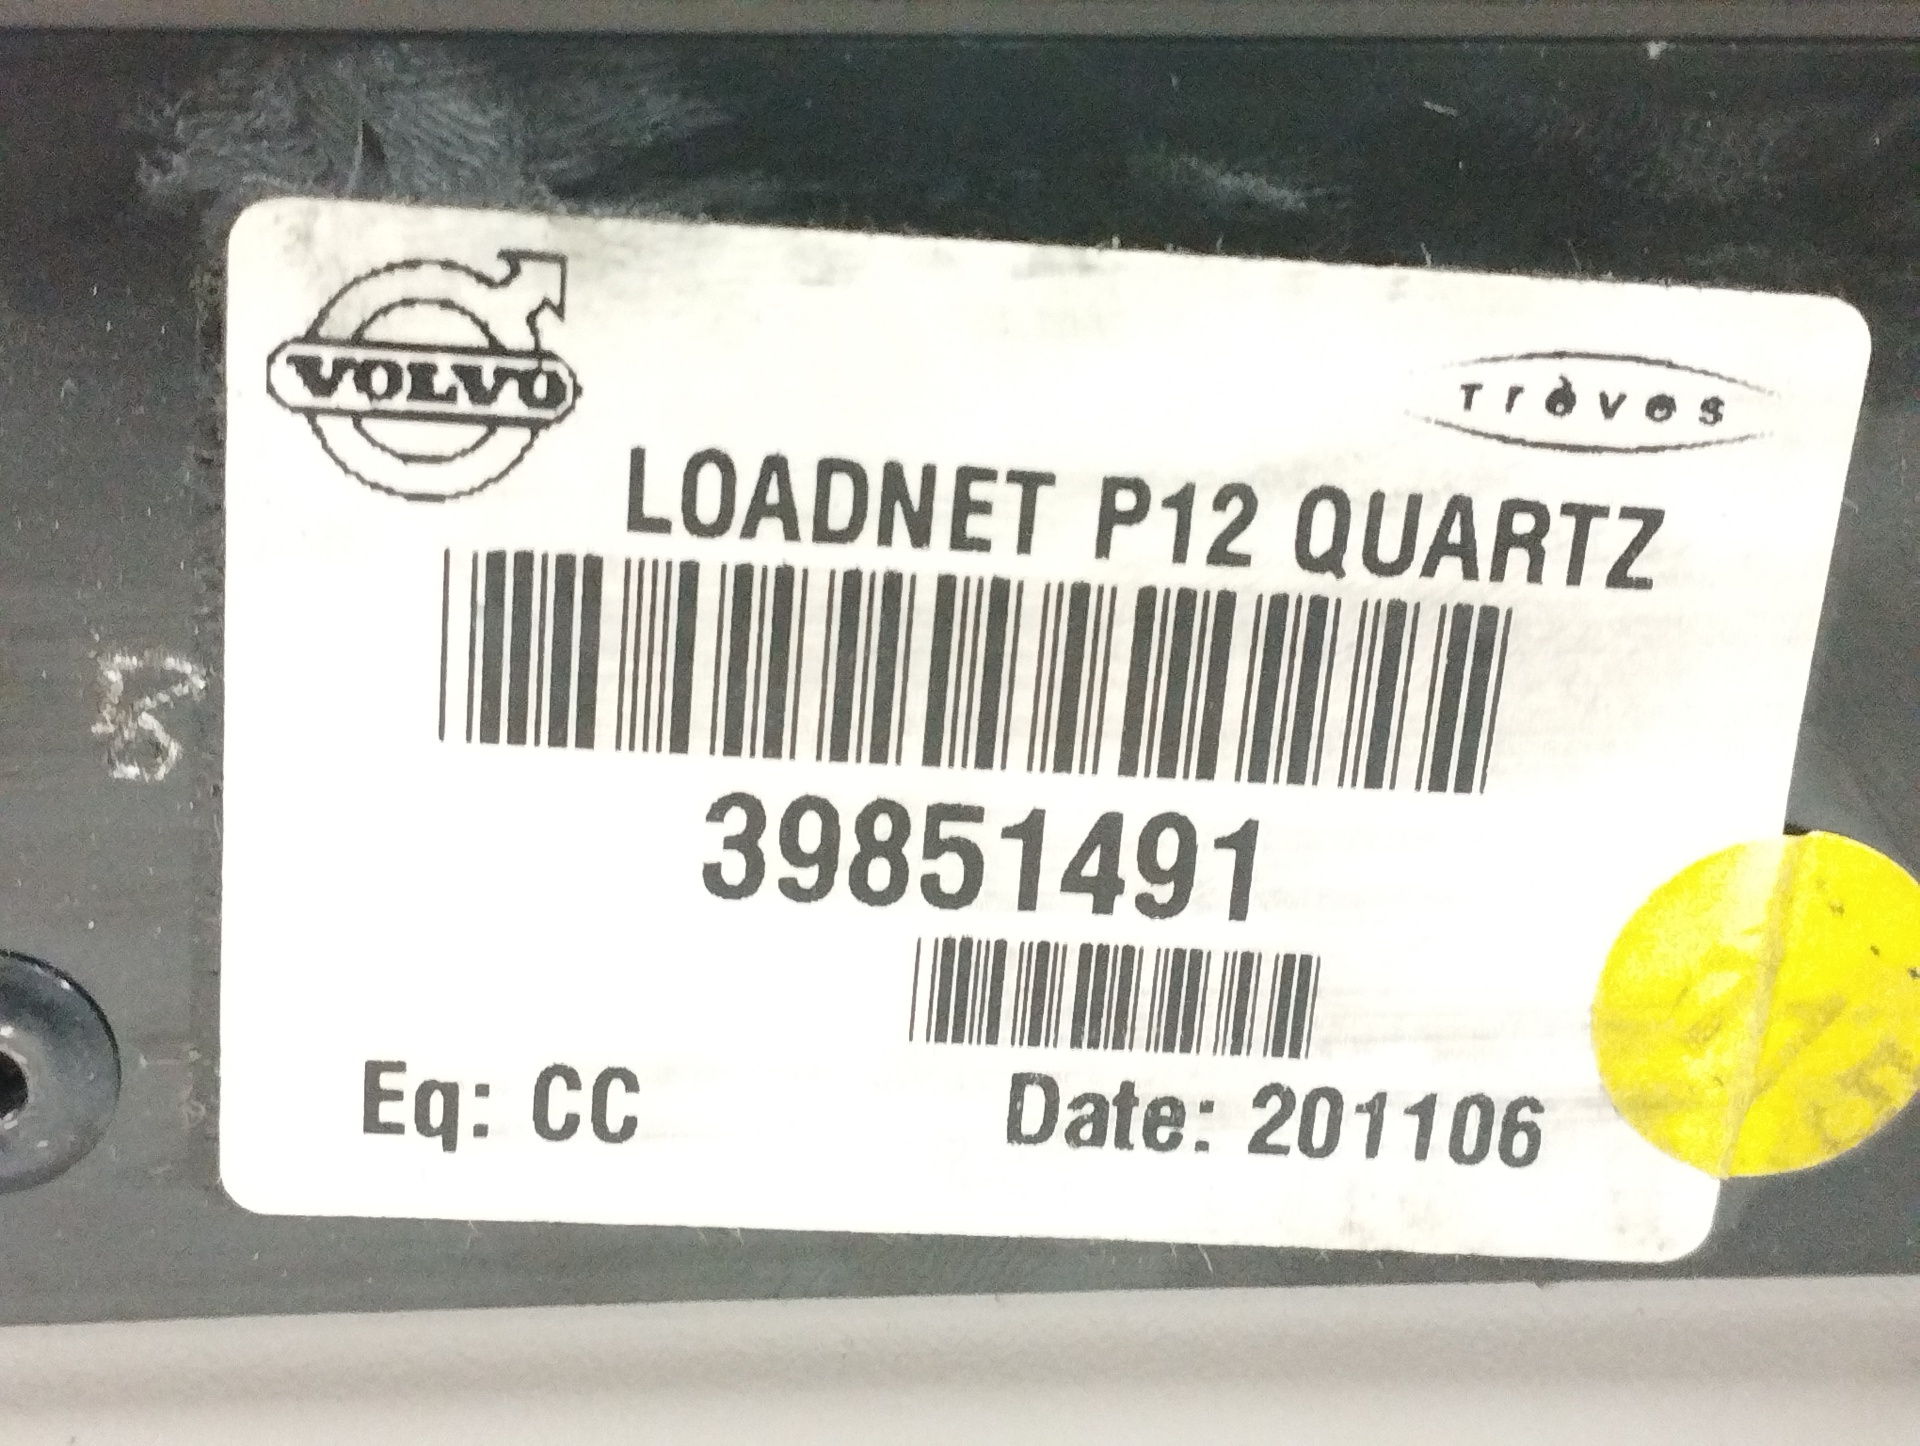 VOLVO
Trèves
LOADNET P12 QUARTZ
39851491
Eq: CC
Date: 201106